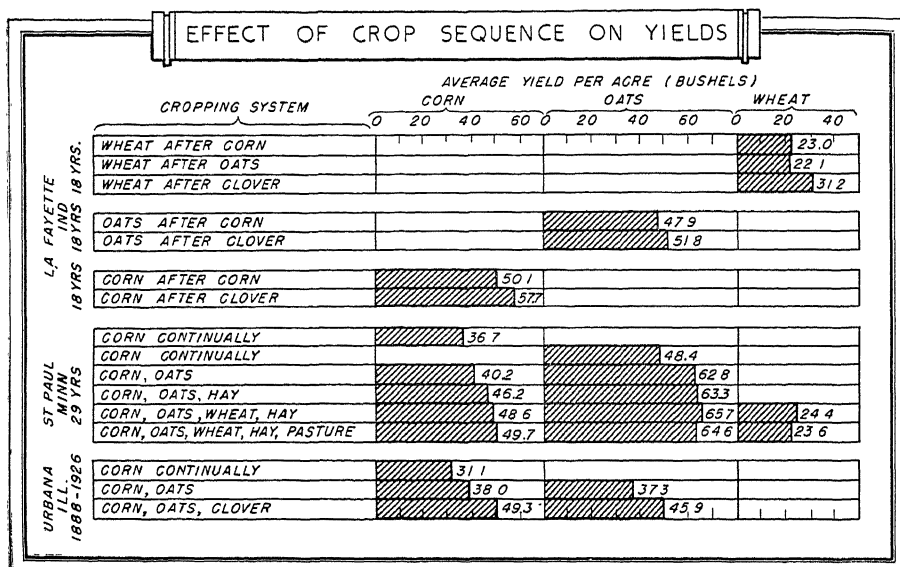 EFFECT OF CROP SEQUENCE ON YIELDS
AVERAGE YIELD PER ACRE (BUSHELS)
CROPPING SYSTEM CORN OATS WHEAT
0 20 40 60 0 20 40 60 0 20 40
LA FAYETTE IND
18 YRS.
WHEAT AFTER CORN 23.0
WHEAT AFTER OATS 22 1
WHEAT AFTER CLOVER 31 2
18 YRS
OATS AFTER CORN 47 9
OATS AFTER CLOVER 51 8
18 YRS
CORN AFTER CORN 50 1
CORN AFTER CLOVER 57.7
ST PAUL MINN 29 YRS
CORN CONTINUALLY 36 7
CORN CONTINUALLY 48.4
CORN, OATS 40.2 62 8
CORN, OATS, HAY 46.2 63.3
CORN, OATS, WHEAT, HAY 48 6 65 7 24 4
CORN, OATS, WHEAT, HAY, PASTURE 49.7 64 6 23 6
URBANA ILL. 1888-1926
CORN CONTINUALLY 31 1
CORN, OATS 38 0 37 3
CORN, OATS, CLOVER 49.3 45.9